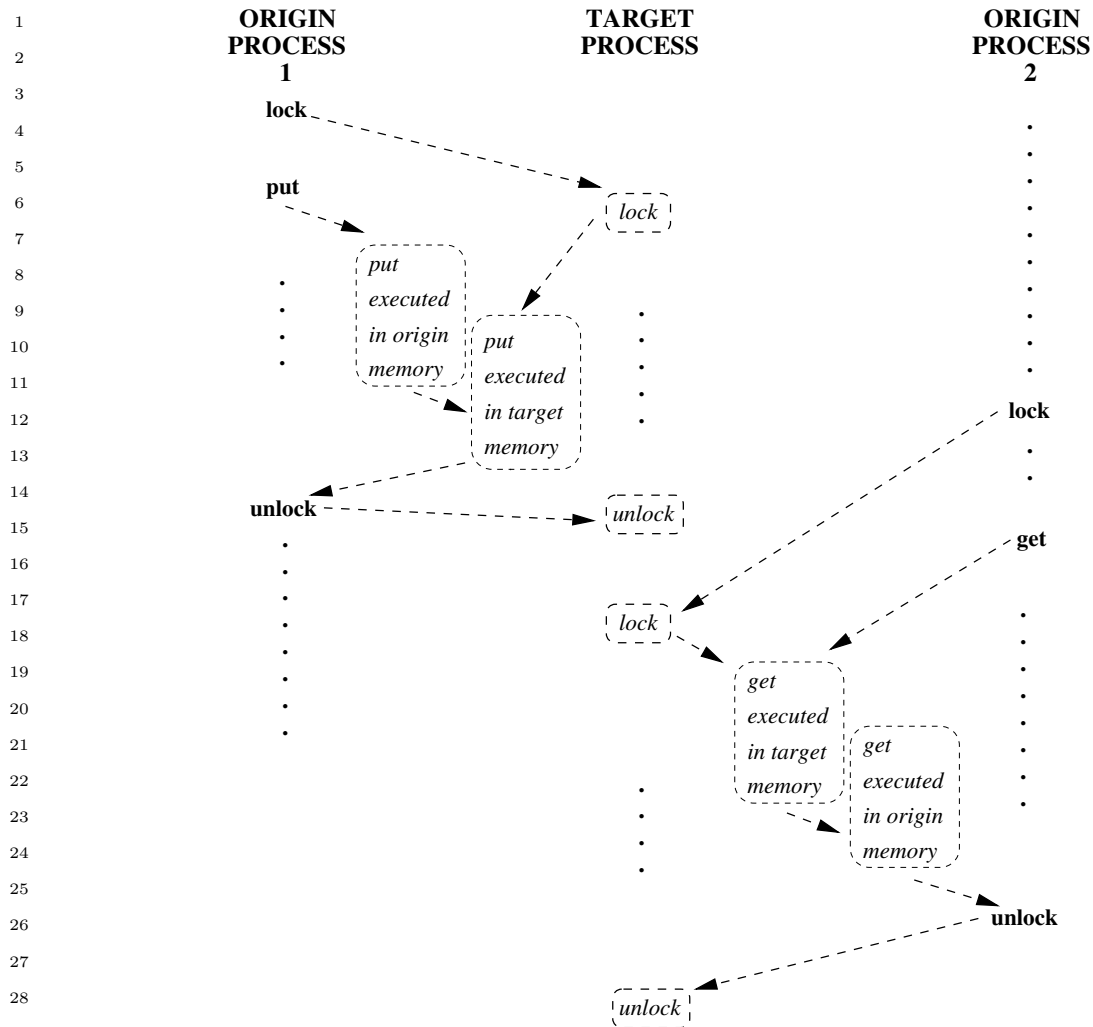 1
ORIGIN
TARGET
ORIGIN
2
PROCESS
PROCESS
PROCESS
1
2
3
lock
4
5
put
6
lock
7
put
8
executed
9
in origin
put
10
memory
executed
11
in target
lock
12
memory
13
14
unlock
unlock
15
get
16
17
lock
18
get
19
executed
20
in target
get
21
memory
executed
22
in origin
23
memory
24
25
unlock
26
27
unlock
28